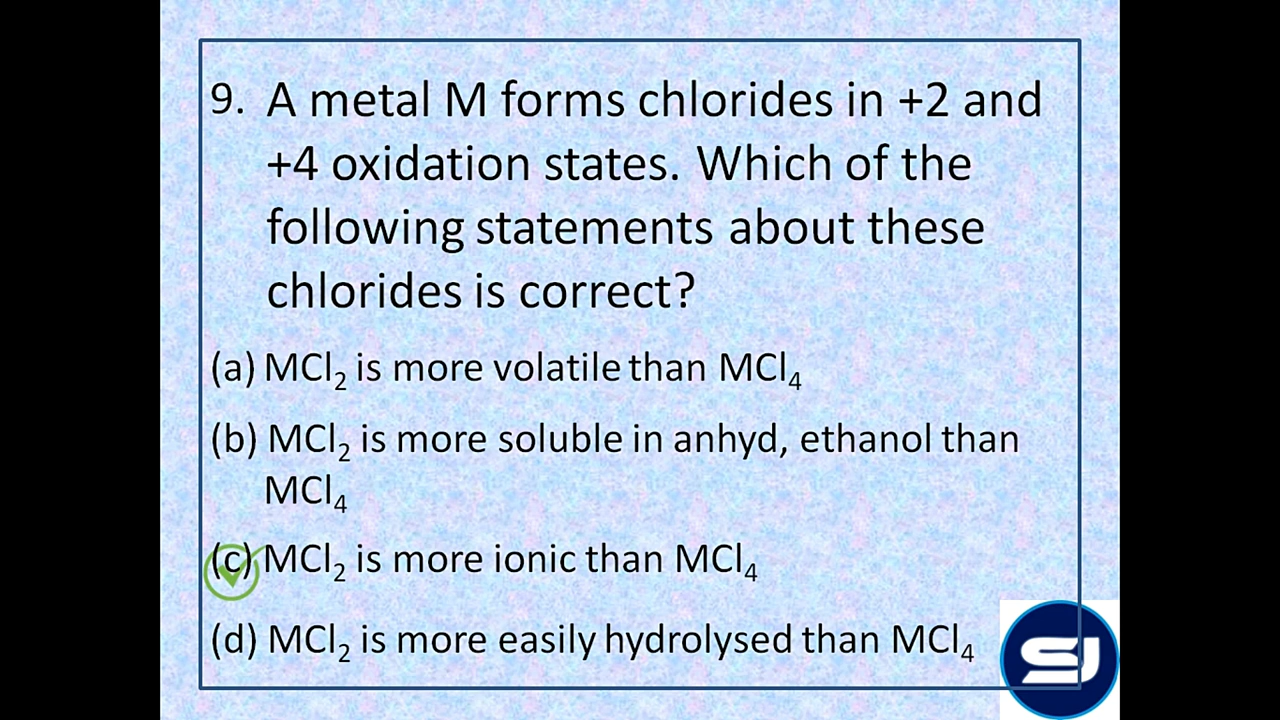 9. A metal M forms chlorides in +2 and
+4 oxidation states. Which of the
following statements about these
chlorides is correct?
(a) MCl₂ is more volatile than MCl₄
(b) MCl₂ is more soluble in anhyd, ethanol than
MCl₄
(c) MCl₂ is more ionic than MCl₄
(d) MCl₂ is more easily hydrolysed than MCl₄
SJ